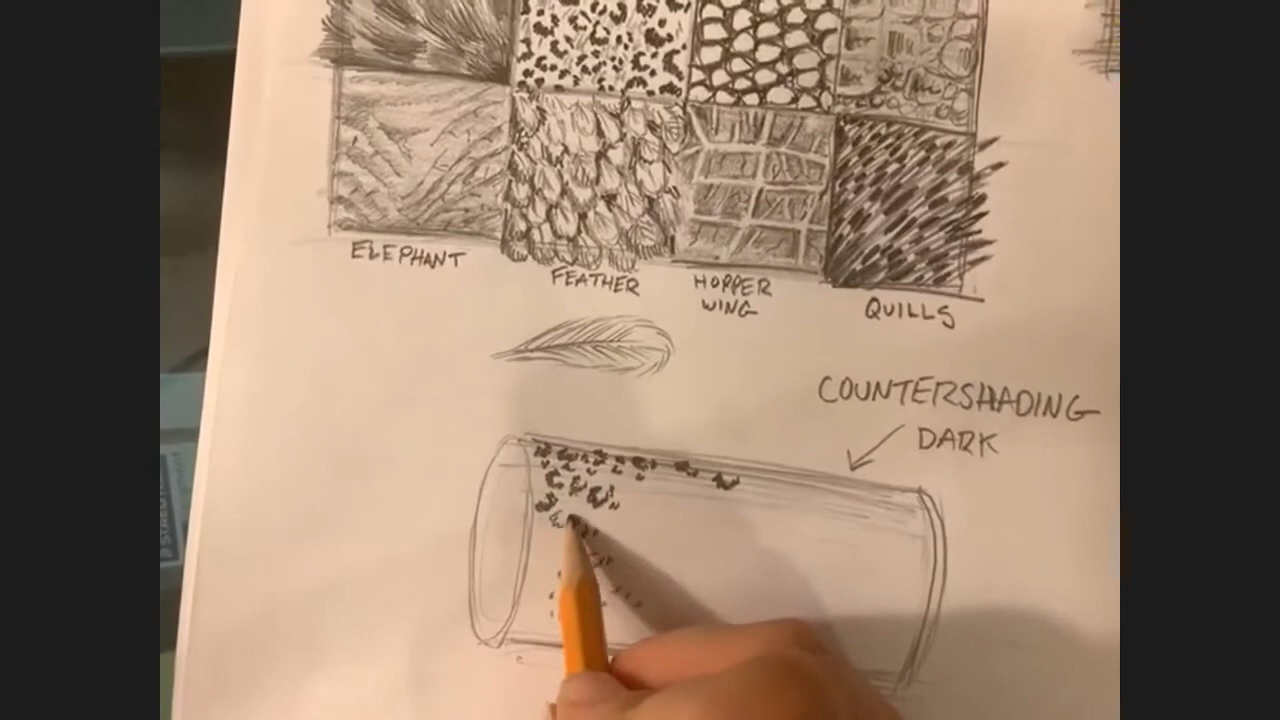 ELEPHANT
FEATHER
HOPPER
WING
QUILLS
COUNTERSHADING
DARK